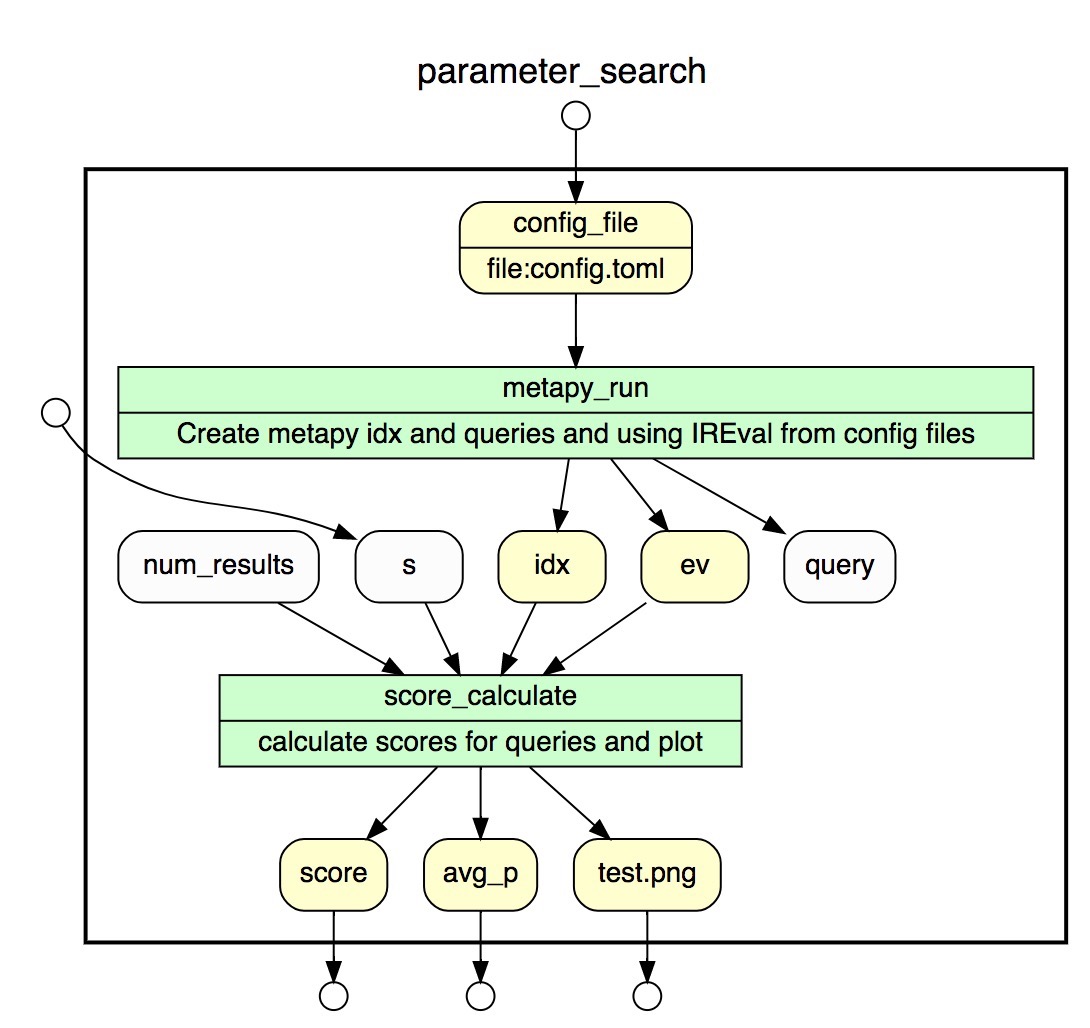 parameter_search
config_file
file:config.toml
metapy_run
Create metapy idx and queries and using IREval from config files
num_results
s
idx
ev
query
score_calculate
calculate scores for queries and plot
score
avg_p
test.png